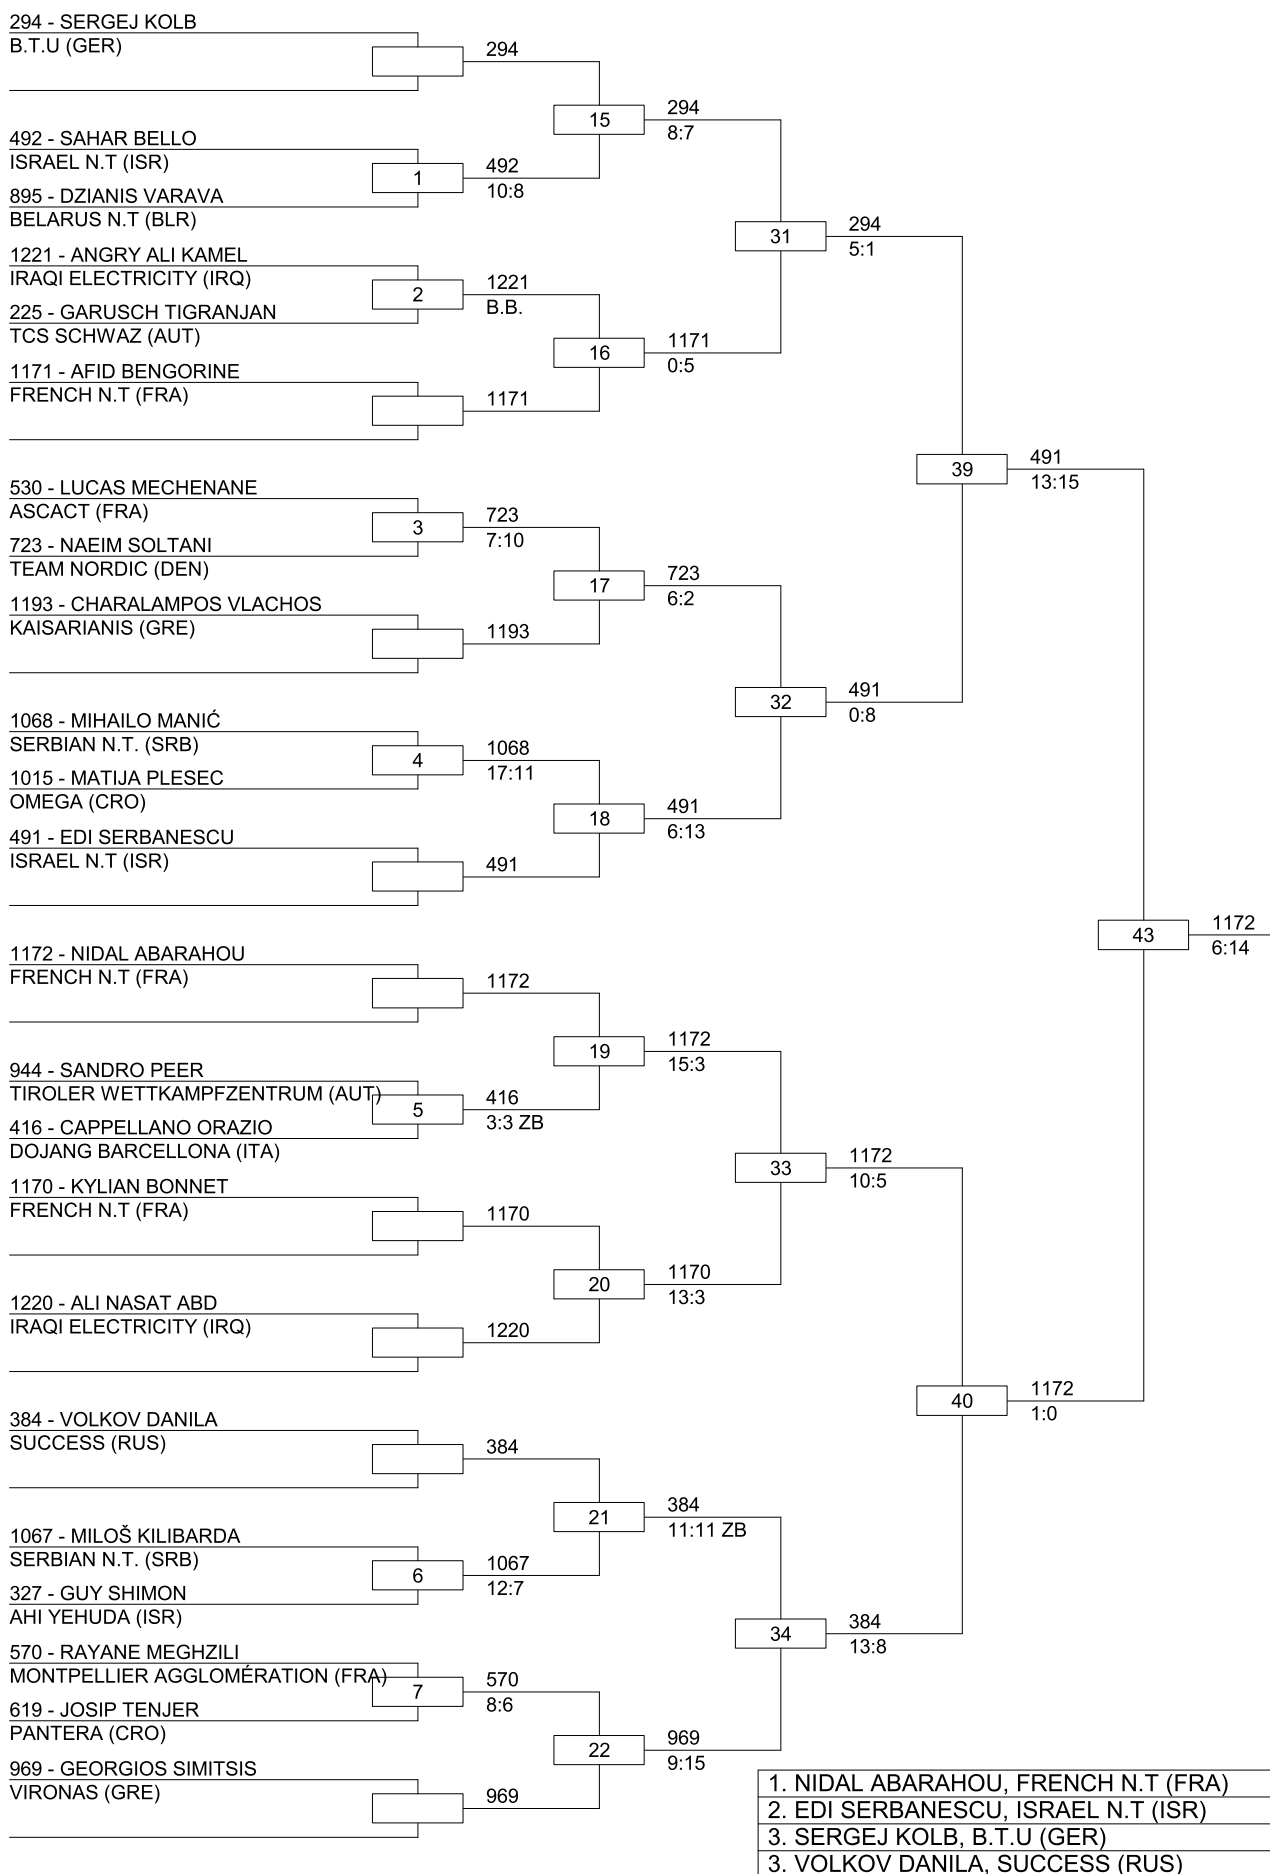 294 - SERGEJ KOLB
B.T.U (GER)
294
15
294
8:7
492 - SAHAR BELLO
ISRAEL N.T (ISR)
1
492
10:8
895 - DZIANIS VARAVA
BELARUS N.T (BLR)
31
294
5:1
1221 - ANGRY ALI KAMEL
IRAQI ELECTRICITY (IRQ)
2
1221
B.B.
225 - GARUSCH TIGRANJAN
TCS SCHWAZ (AUT)
16
1171
0:5
1171 - AFID BENGORINE
FRENCH N.T (FRA)
1171
39
491
13:15
530 - LUCAS MECHENANE
ASCACT (FRA)
3
723
7:10
723 - NAEIM SOLTANI
TEAM NORDIC (DEN)
17
723
6:2
1193 - CHARALAMPOS VLACHOS
KAISARIANIS (GRE)
1193
32
491
0:8
1068 - MIHAILO MANIĆ
SERBIAN N.T. (SRB)
4
1068
17:11
1015 - MATIJA PLESEC
OMEGA (CRO)
18
491
6:13
491 - EDI SERBANESCU
ISRAEL N.T (ISR)
491
43
1172
6:14
1172 - NIDAL ABARAHOU
FRENCH N.T (FRA)
1172
19
1172
15:3
944 - SANDRO PEER
TIROLER WETTKAMPFZENTRUM (AUT)
5
416
3:3 ZB
416 - CAPPELLANO ORAZIO
DOJANG BARCELLONA (ITA)
33
1172
10:5
1170 - KYLIAN BONNET
FRENCH N.T (FRA)
1170
20
1170
13:3
1220 - ALI NASAT ABD
IRAQI ELECTRICITY (IRQ)
1220
40
1172
1:0
384 - VOLKOV DANILA
SUCCESS (RUS)
384
21
384
11:11 ZB
1067 - MILOŠ KILIBARDA
SERBIAN N.T. (SRB)
6
1067
12:7
327 - GUY SHIMON
AHI YEHUDA (ISR)
34
384
13:8
570 - RAYANE MEGHZILI
MONTPELLIER AGGLOMÉRATION (FRA)
7
570
8:6
619 - JOSIP TENJER
PANTERA (CRO)
22
969
9:15
969 - GEORGIOS SIMITSIS
VIRONAS (GRE)
969
1. NIDAL ABARAHOU, FRENCH N.T (FRA)
2. EDI SERBANESCU, ISRAEL N.T (ISR)
3. SERGEJ KOLB, B.T.U (GER)
3. VOLKOV DANILA, SUCCESS (RUS)